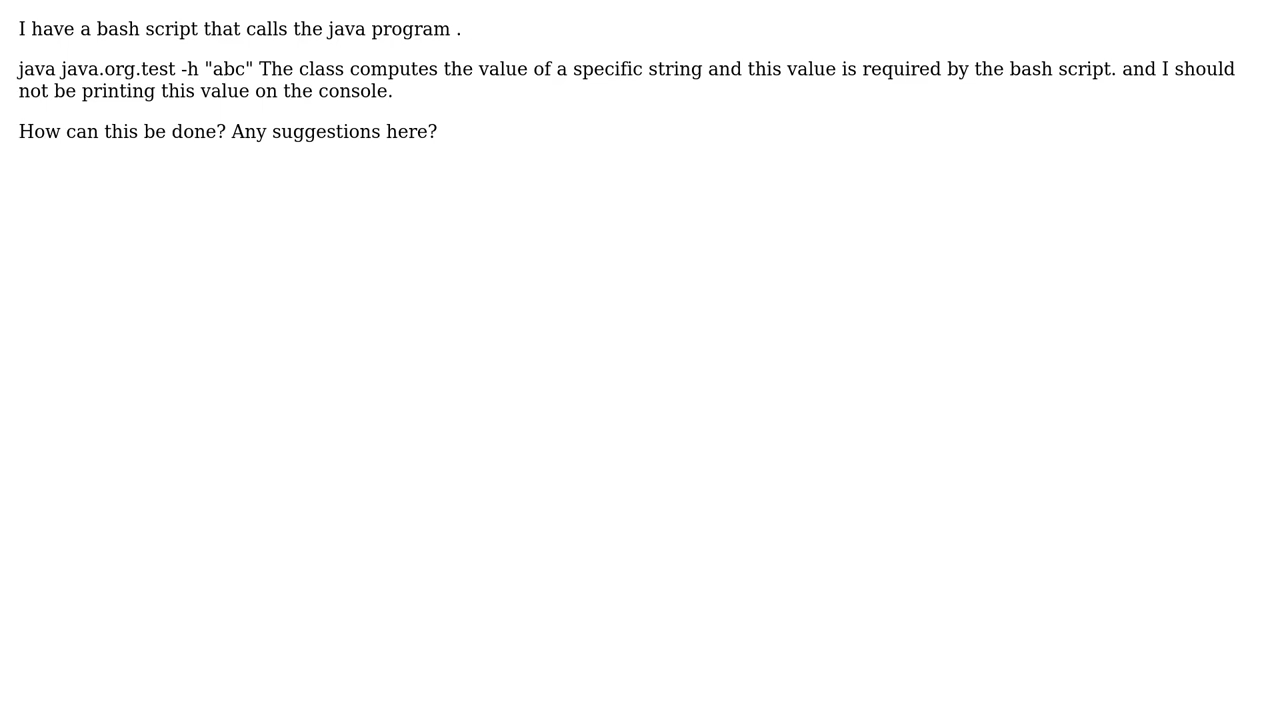 I have a bash script that calls the java program .
java java.org.test -h "abc" The class computes the value of a specific string and this value is required by the bash script. and I should
not be printing this value on the console.
How can this be done? Any suggestions here?